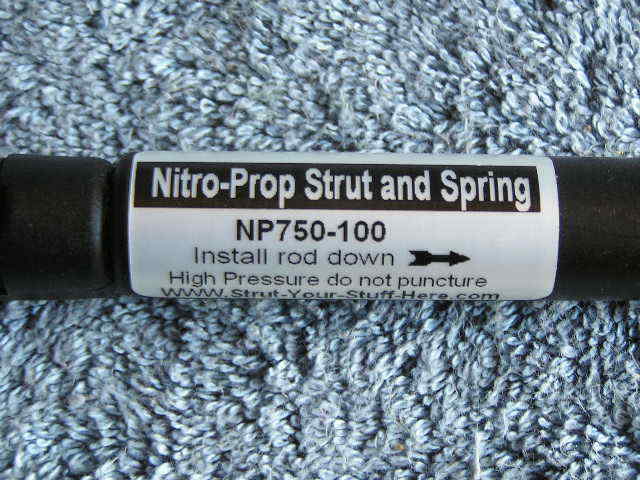 Nitro-Prop Strut and Spring
NP750-100
Install rod down
High Pressure do not puncture
WWW.Strut-Your-Stuff-Here.com